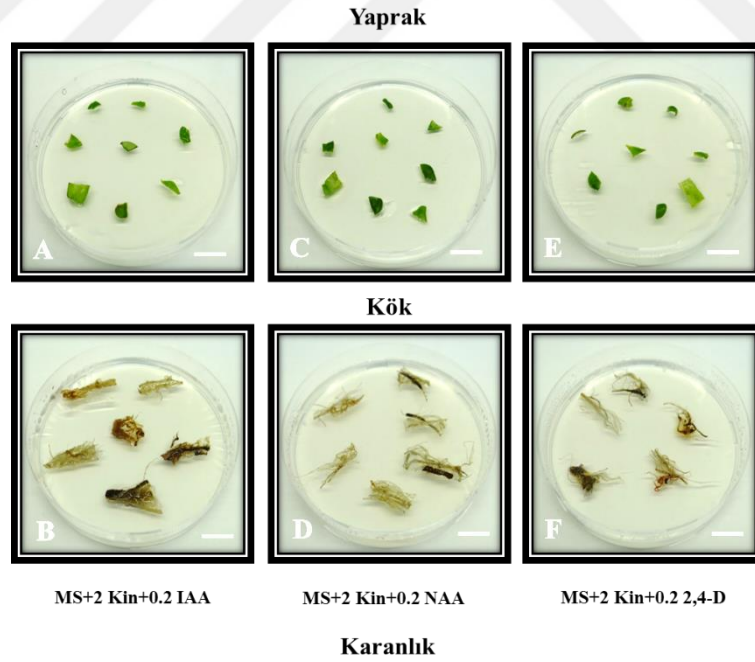 Yaprak
A
C
E
Kök
B
D
F
MS+2 Kin+0.2 IAA
MS+2 Kin+0.2 NAA
MS+2 Kin+0.2 2,4-D
Karanlık